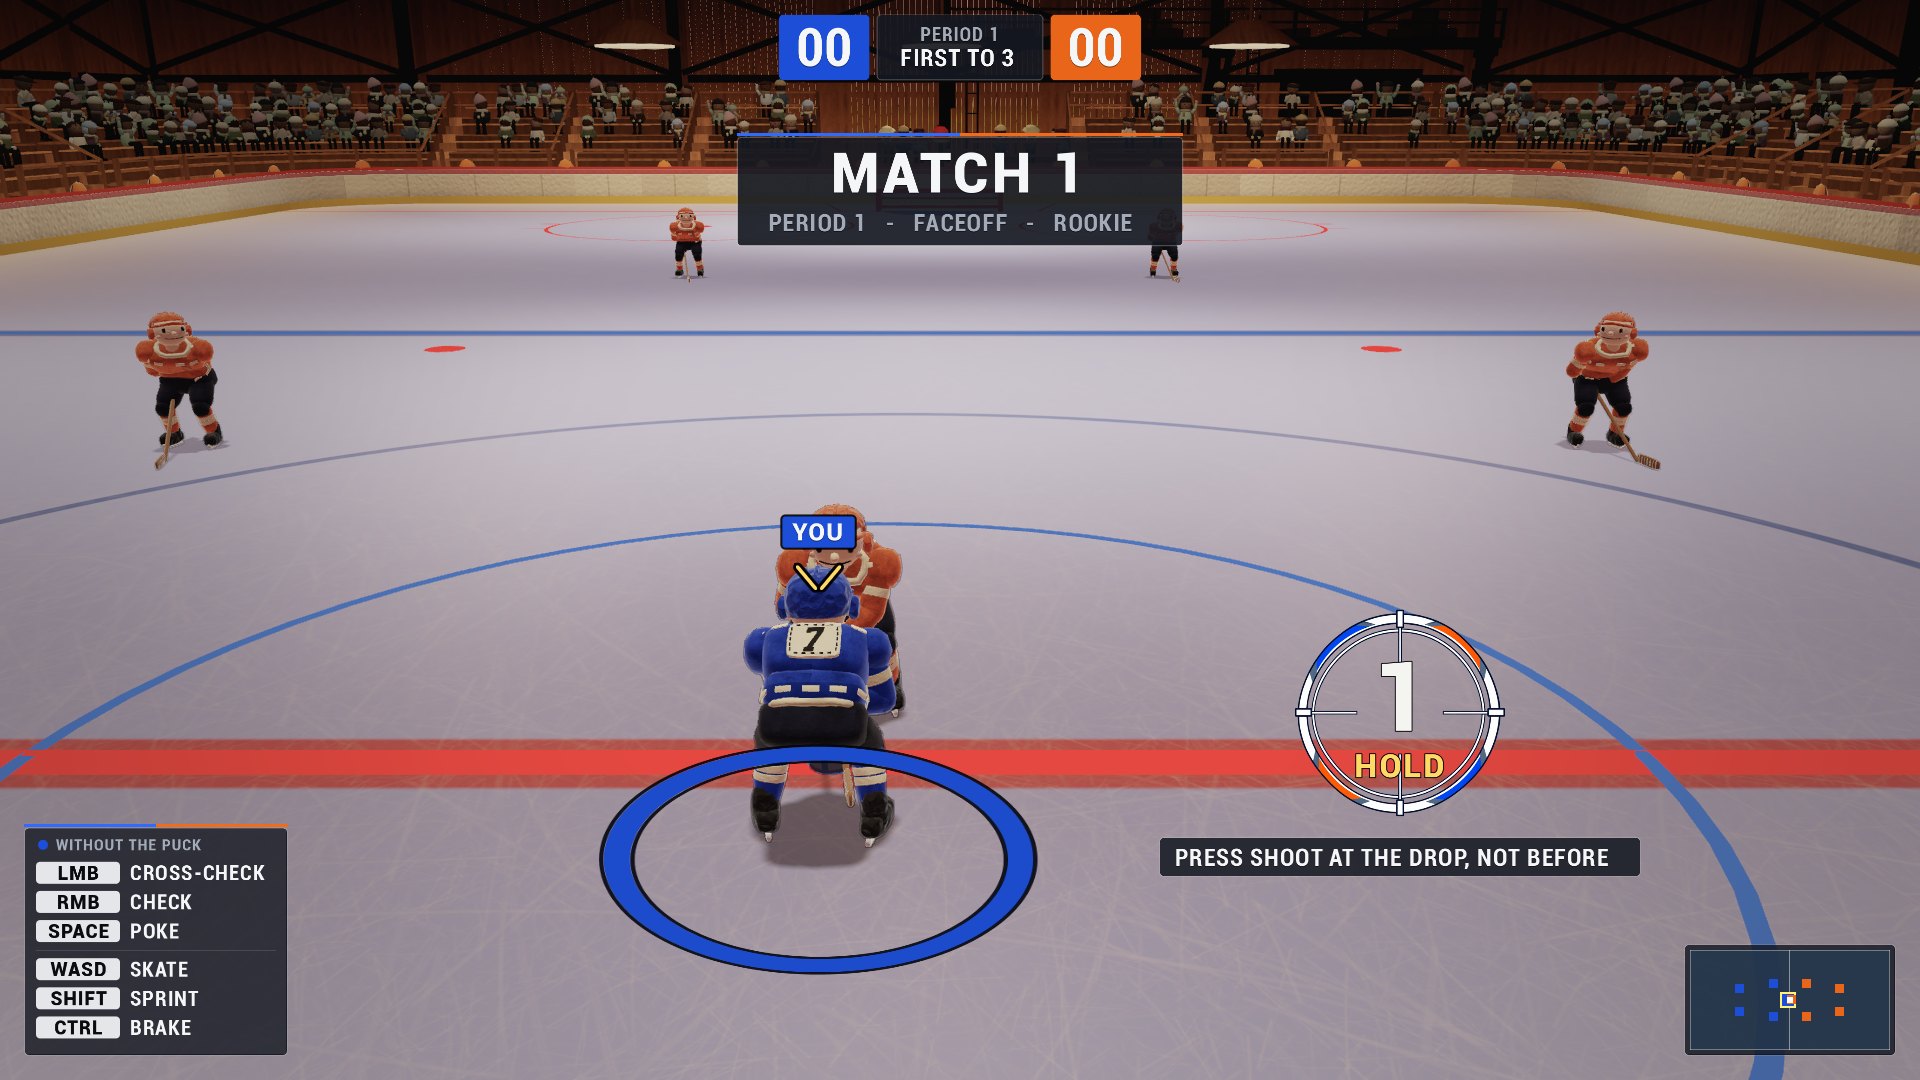 00
PERIOD 1
FIRST TO 3
00
MATCH 1
PERIOD 1 - FACEOFF - ROOKIE
YOU
7
1
HOLD
PRESS SHOOT AT THE DROP, NOT BEFORE
WITHOUT THE PUCK
LMB CROSS-CHECK
RMB CHECK
SPACE POKE
WASD SKATE
SHIFT SPRINT
CTRL BRAKE